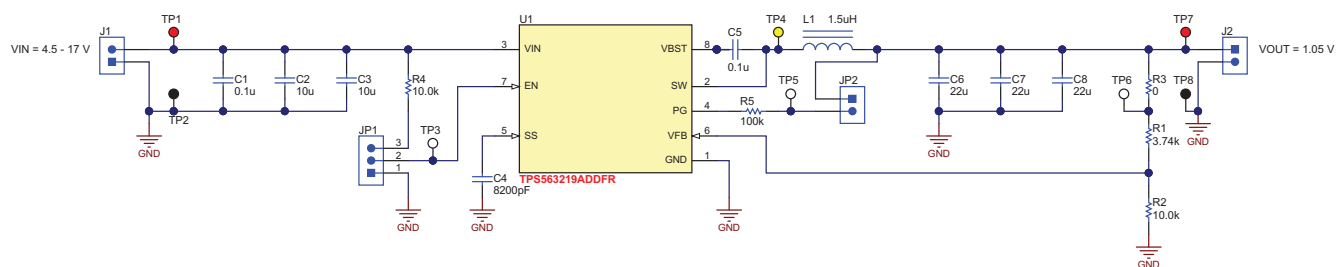 J1
TP1
VIN = 4.5 - 17 V
TP2
GND
C1
0.1u
C2
10u
C3
10u
R4
10.0k
JP1
3
2
1
TP3
GND
C4
8200pF
GND
U1
3
VIN
7
EN
5
SS
VBST
8
SW
2
PG
4
VFB
6
GND
1
TPS563219ADDFR
GND
C5
0.1u
TP4
L1
1.5uH
R5
100k
TP5
JP2
C6
22u
C7
22u
C8
22u
GND
TP6
R3
0
R1
3.74k
R2
10.0k
GND
TP7
TP8
GND
J2
VOUT = 1.05 V